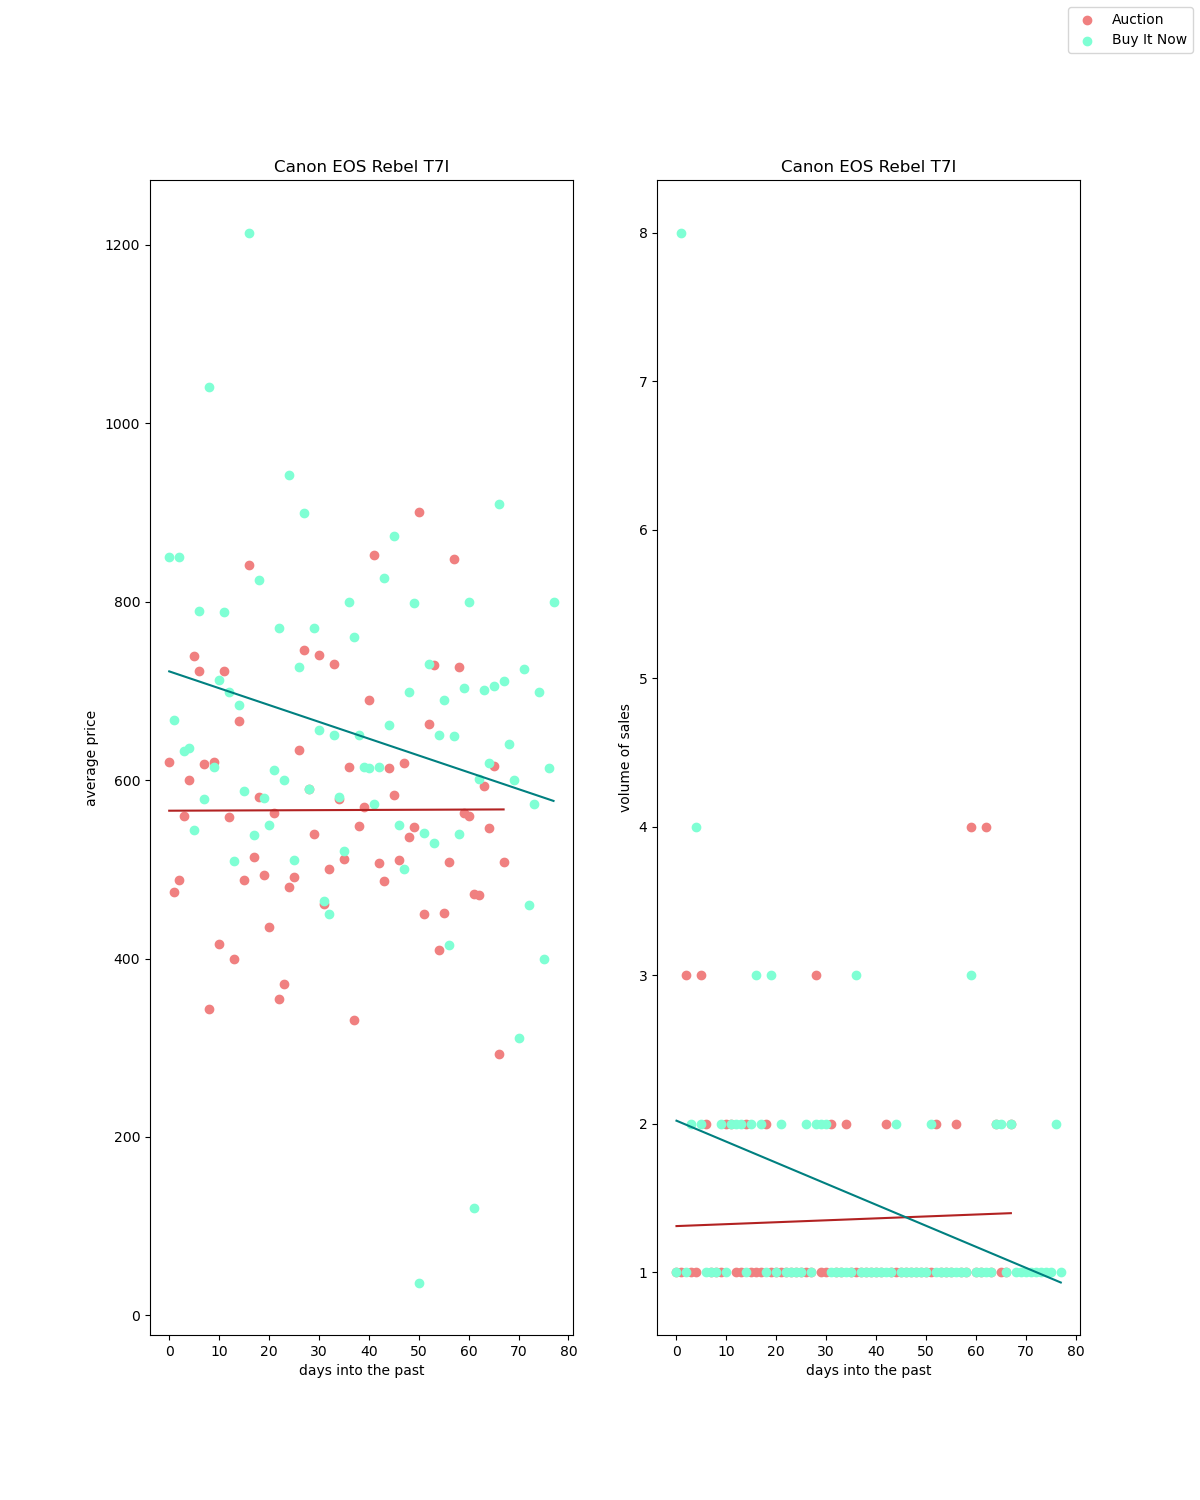 Auction
Buy It Now
Canon EOS Rebel T7I
1200
1000
800
600
400
200
0
average price
0 10 20 30 40 50 60 70 80
days into the past
Canon EOS Rebel T7I
8
7
6
5
4
3
2
1
volume of sales
0 10 20 30 40 50 60 70 80
days into the past